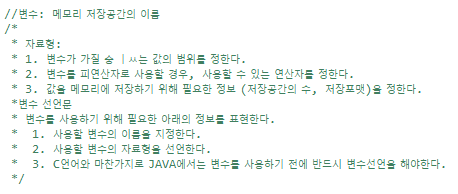 //변수: 메모리 저장공간의 이름
/*
* 자료형:
* 1. 변수가 가질 숭 ㅣㅆ는 값의 범위를 정한다.
* 2. 변수를 피연산자로 사용할 경우, 사용할 수 있는 연산자를 정한다.
* 3. 값을 메모리에 저장하기 위해 필요한 정보 (저장공간의 수, 저장포맷)을 정한다.
*변수 선언문
* 변수를 사용하기 위해 필요한 아래의 정보를 표현한다.
* 1. 사용할 변수의 이름을 지정한다.
* 2. 사용할 변수의 자료형을 선언한다.
* 3. C언어와 마찬가지로 JAVA에서는 변수를 사용하기 전에 반드시 변수선언을 해야한다.
*/